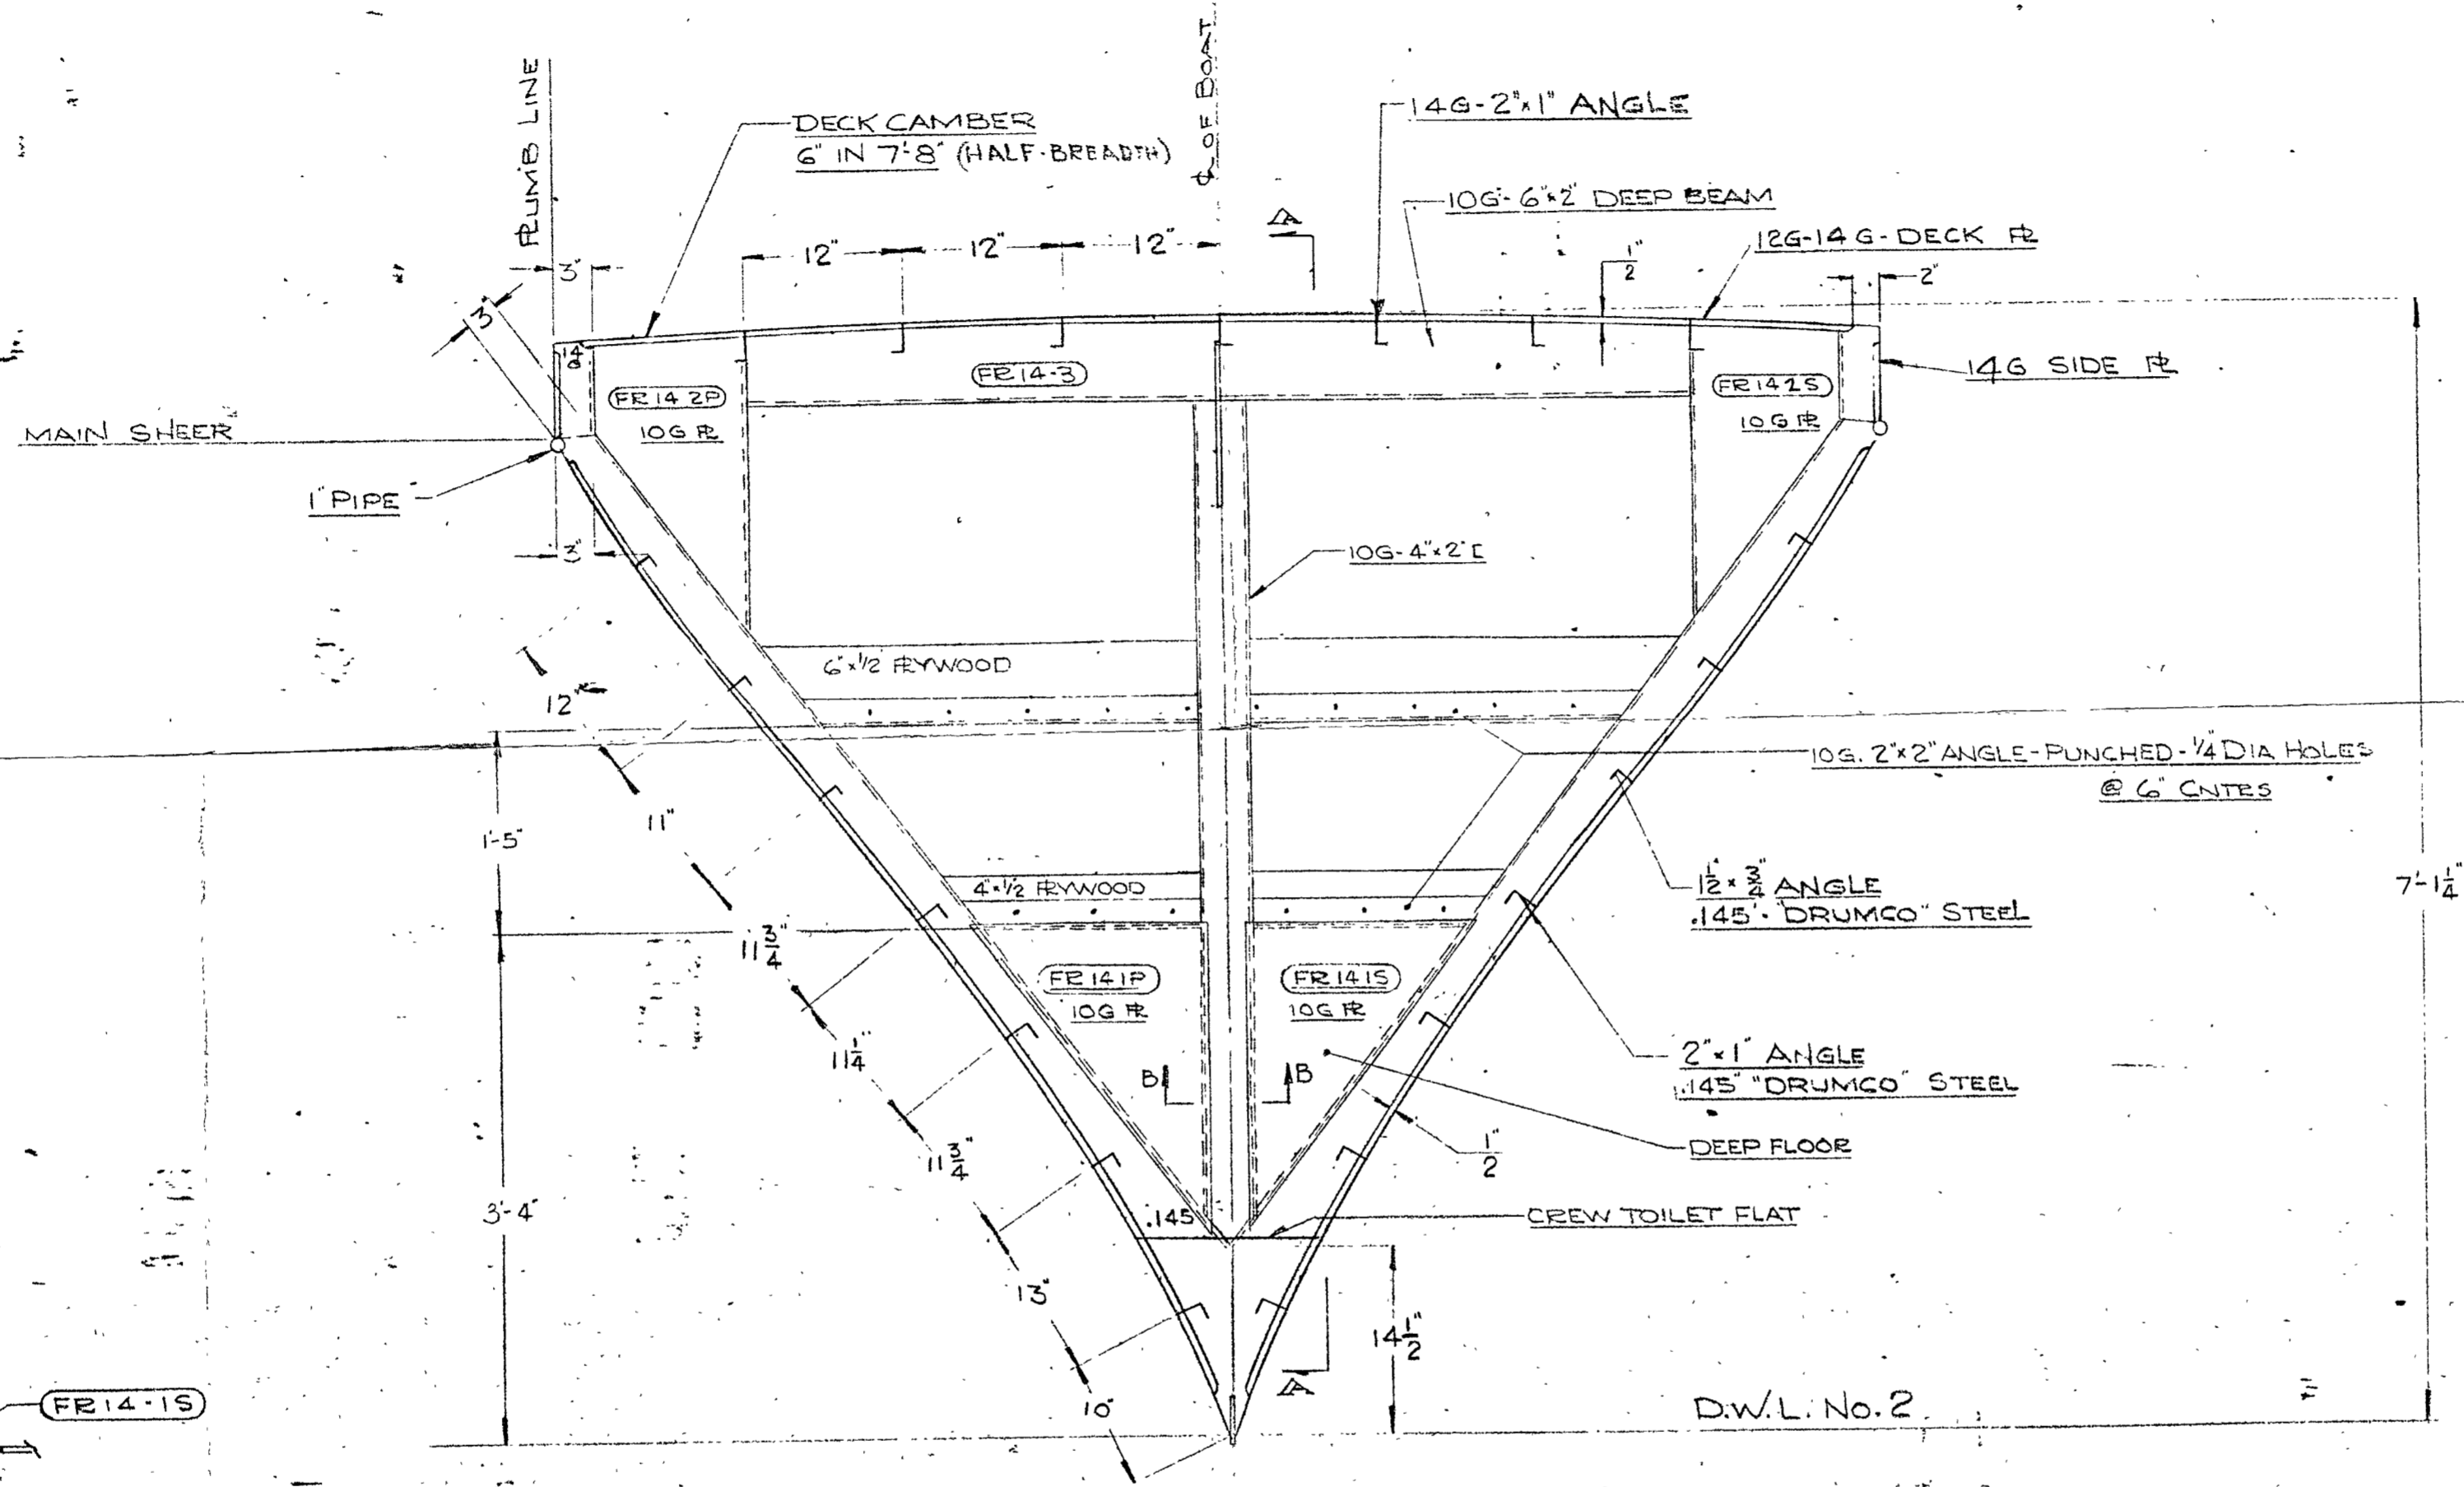 PLUMB LINE
℄ OF BOAT
DECK CAMBER
6" IN 7'-8" (HALF-BREADTH)
14G-2"x1" ANGLE
10G-6"x2" DEEP BEAM
12G-14G-DECK PL
A
12" 12" 12"
3"
3"
1/2"
2"
14G
FR 14-3
FR 14 2P
10G PL
FR 14 2S
10G PL
14G SIDE PL
MAIN SHEER
1" PIPE
3"
10G-4"x2" [
6"x1/2" PLYWOOD
12"
10G. 2"x2" ANGLE-PUNCHED-1/4 DIA HOLES
@ 6" CNTRS
11"
1'-5"
4"x1/2 PLYWOOD
1 1/2" x 3/4" ANGLE
.145" "DRUMCO" STEEL
7'-1 1/4"
11 3/4"
FR 14 1P
10G PL
FR 14 1S
10G PL
11 1/4"
B B
2"x1" ANGLE
.145" "DRUMCO" STEEL
11 3/4"
1/2"
DEEP FLOOR
3'-4"
.145
CREW TOILET FLAT
13"
14 1/2"
10"
A
D.W.L. No. 2
FR 14-1S